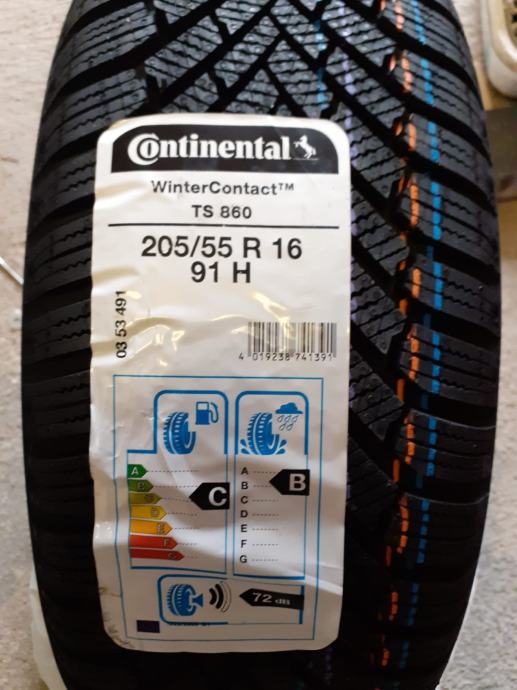 Continental
WinterContact™
TS 860
205/55 R 16
91 H
03 53 491
4 019238 741391
A
B
C
D
E
F
C
A
B
C
D
E
F
G
B
72 dB